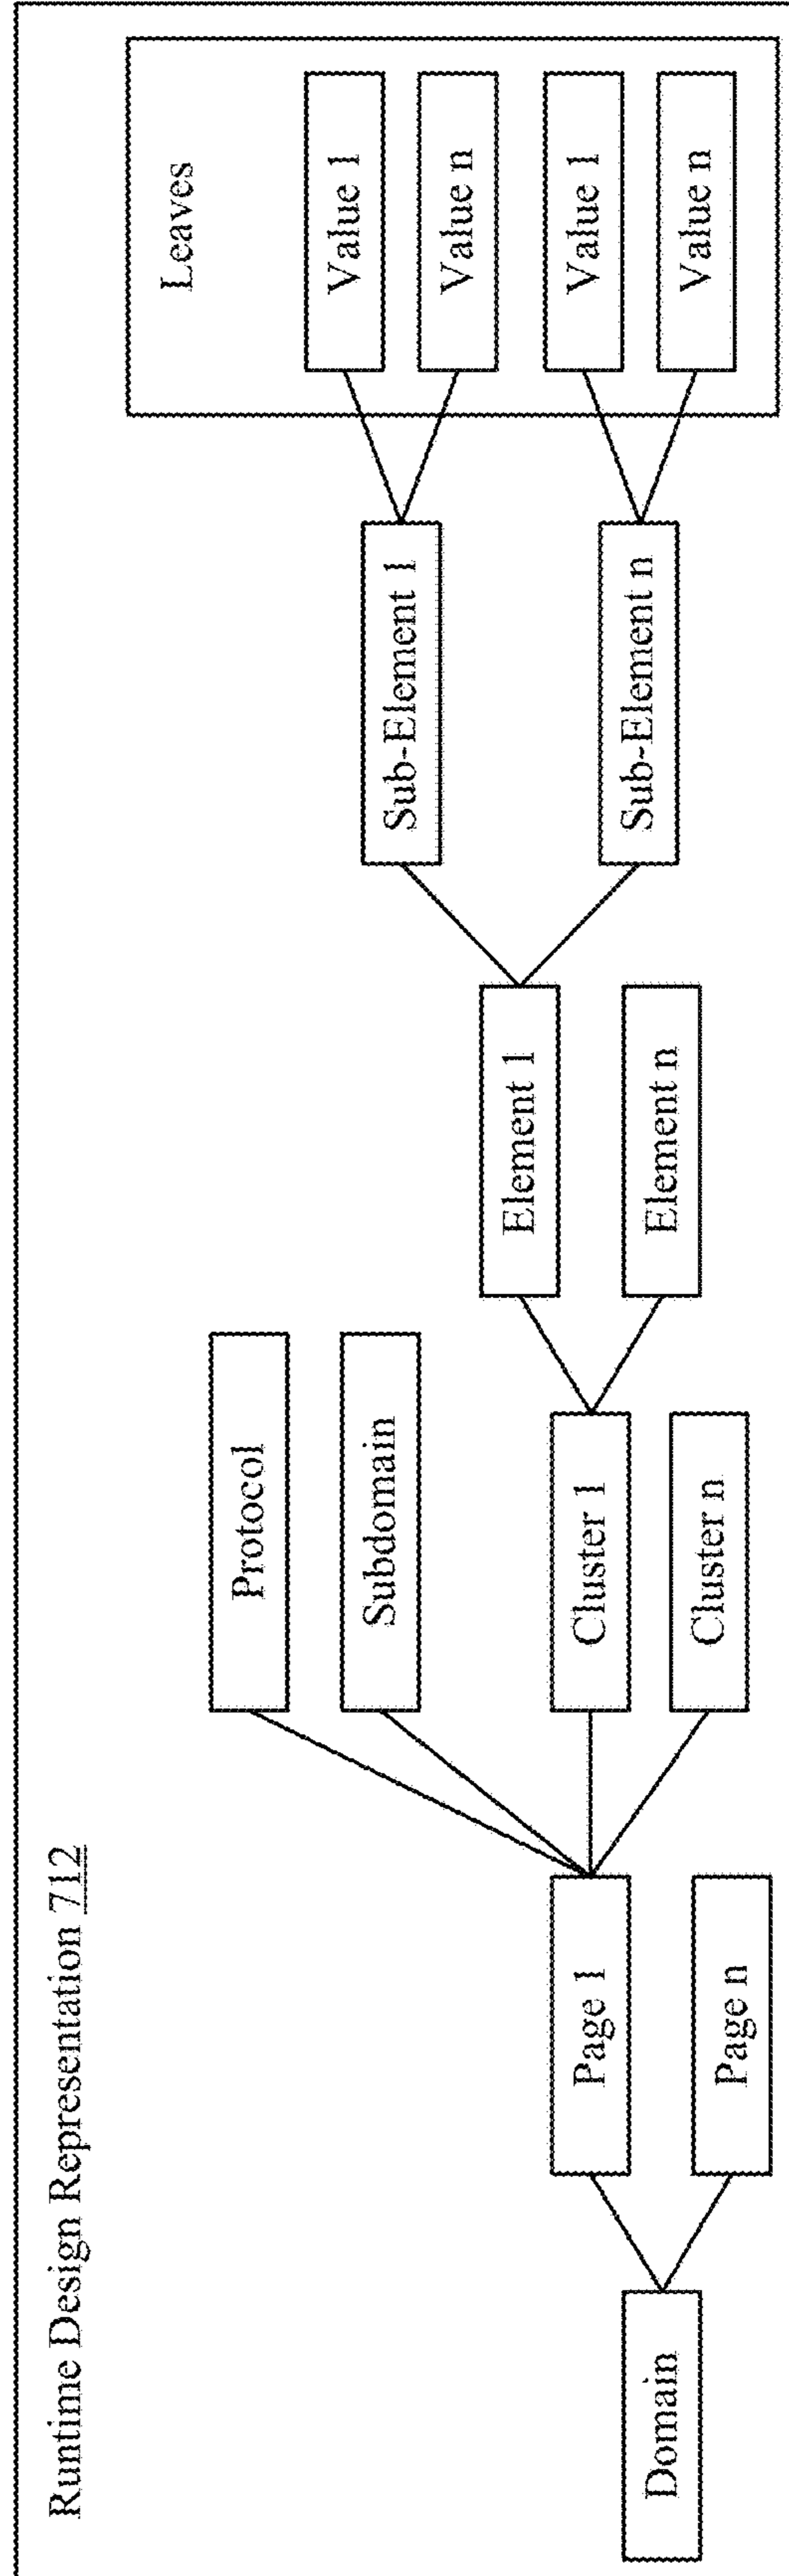 Runtime Design Representation 712
Leaves
Protocol
Value 1
Subdomain
Sub-Element 1
Value n
Element 1
Value 1
Page 1
Cluster 1
Sub-Element n
Domain
Element n
Value n
Cluster n
Page n